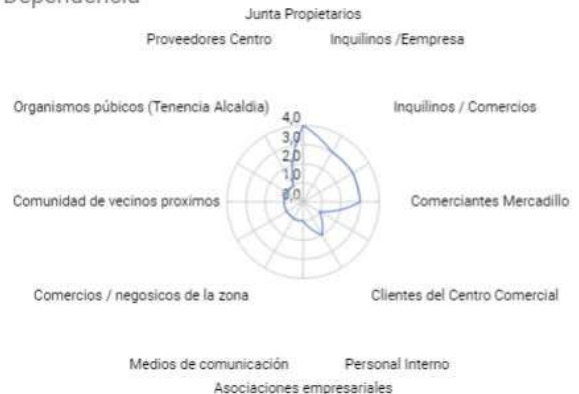 Dependencia
Junta Propietarios
Proveedores Centro
Inquilinos /Eempresa
Organismos púbicos (Tenencia Alcaldia)
Inquilinos / Comercios
4,0
3,0
2,0
1,0
0,0
Comunidad de vecinos proximos
Comerciantes Mercadillo
Comercios / negosicos de la zona
Clientes del Centro Comercial
Medios de comunicación
Personal Interno
Asociaciones empresariales